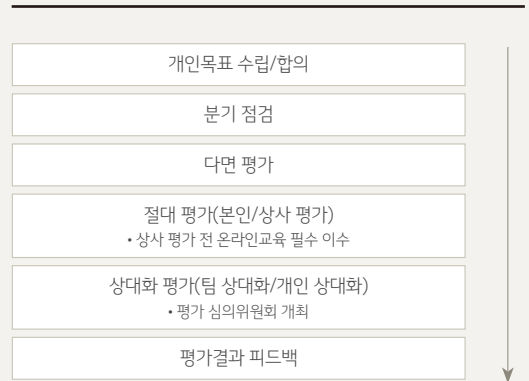 개인목표 수립/합의
분기 점검
다면 평가
절대 평가(본인/상사 평가)
• 상사 평가 전 온라인교육 필수 이수
상대화 평가(팀 상대화/개인 상대화)
• 평가 심의위원회 개최
평가결과 피드백